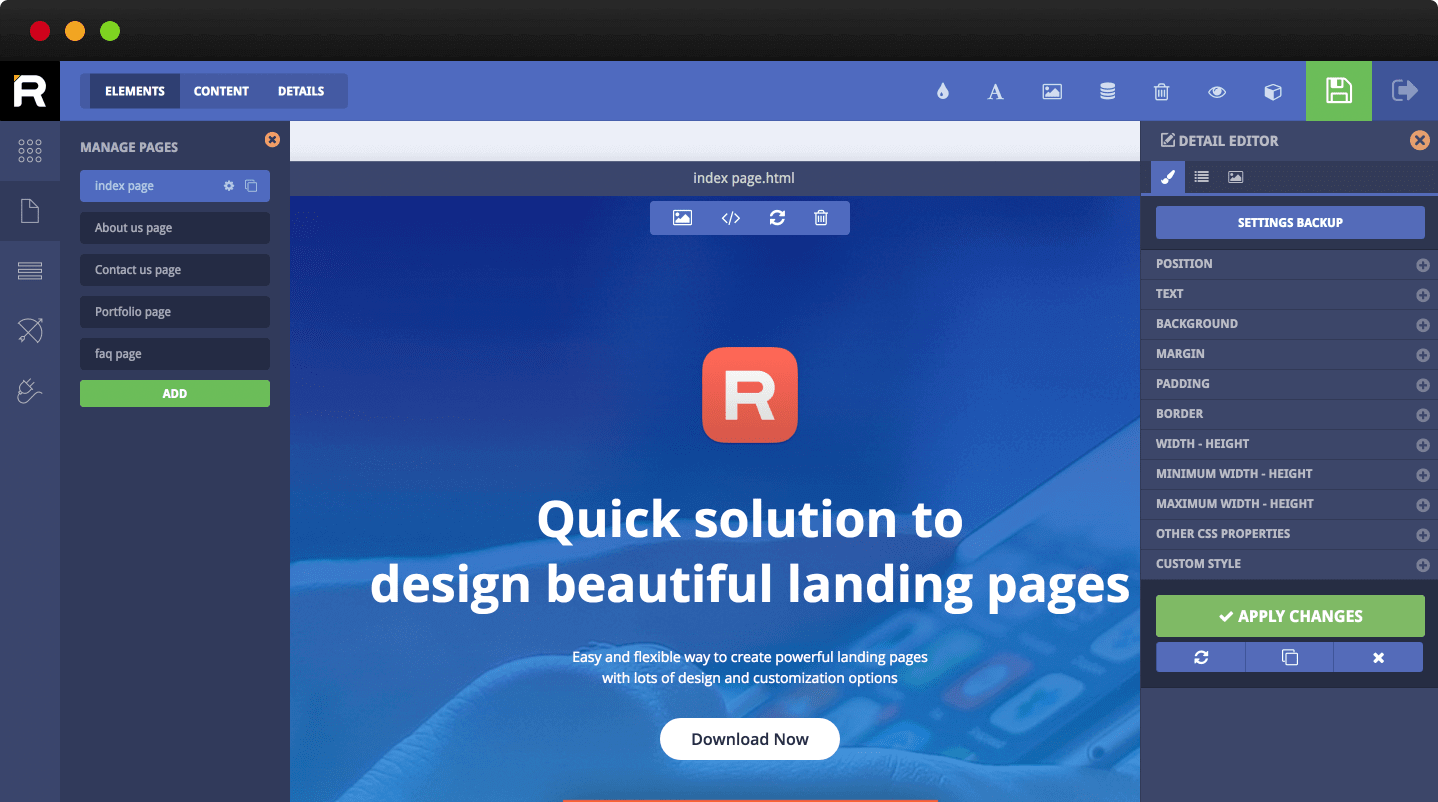 R
ELEMENTS CONTENT DETAILS
A
MANAGE PAGES
index page
About us page
Contact us page
Portfolio page
faq page
ADD
index page.html
</>
R
Quick solution to
design beautiful landing pages
Easy and flexible way to create powerful landing pages
with lots of design and customization options
Download Now
DETAIL EDITOR
SETTINGS BACKUP
POSITION
TEXT
BACKGROUND
MARGIN
PADDING
BORDER
WIDTH - HEIGHT
MINIMUM WIDTH - HEIGHT
MAXIMUM WIDTH - HEIGHT
OTHER CSS PROPERTIES
CUSTOM STYLE
APPLY CHANGES